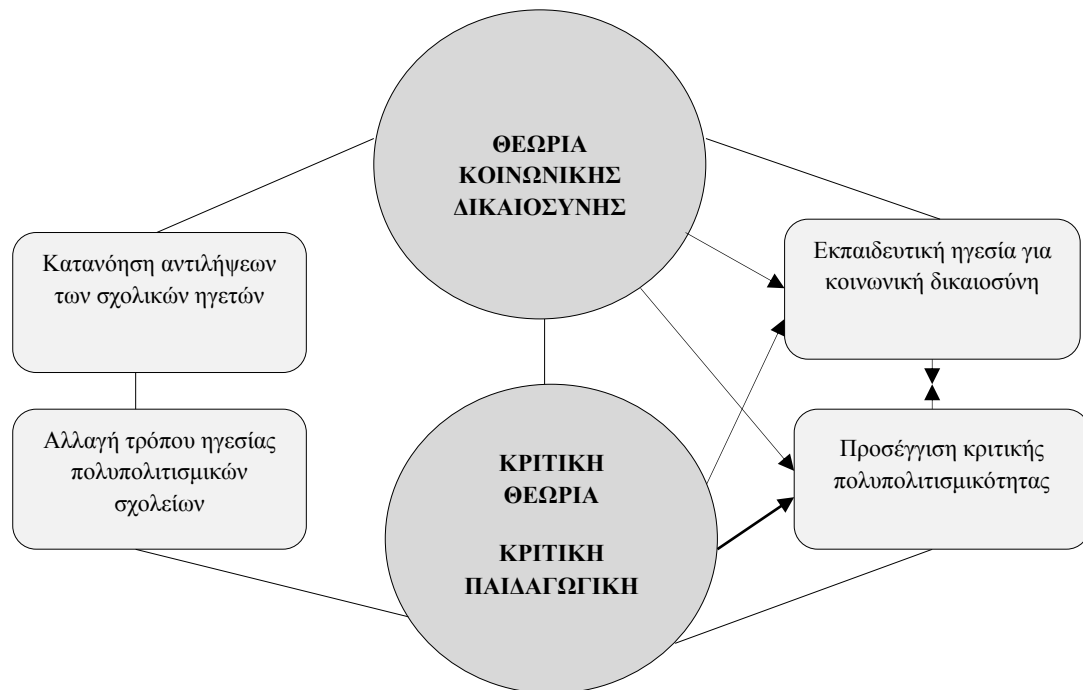 ΘΕΩΡΙΑ
ΚΟΙΝΩΝΙΚΗΣ
ΔΙΚΑΙΟΣΥΝΗΣ
Κατανόηση αντιλήψεων
των σχολικών ηγετών
Εκπαιδευτική ηγεσία για
κοινωνική δικαιοσύνη
Αλλαγή τρόπου ηγεσίας
πολυπολιτισμικών
σχολείων
ΚΡΙΤΙΚΗ
ΘΕΩΡΙΑ
ΚΡΙΤΙΚΗ
ΠΑΙΔΑΓΩΓΙΚΗ
Προσέγγιση κριτικής
πολυπολιτισμικότητας